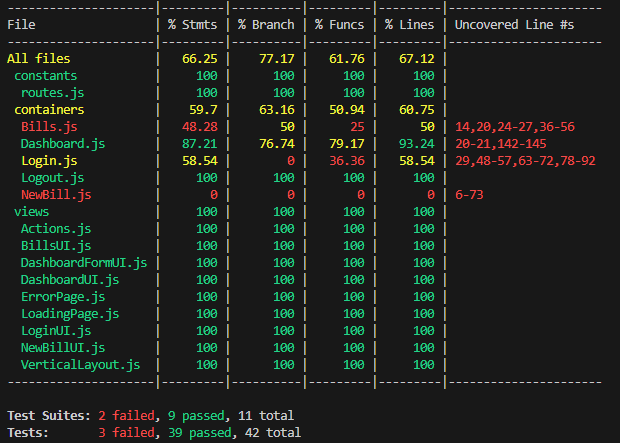 ---------------------|---------|----------|---------|---------|----------------------
File                 | % Stmts | % Branch | % Funcs | % Lines | Uncovered Line #s
---------------------|---------|----------|---------|---------|----------------------
All files            |   66.25 |    77.17 |   61.76 |   67.12 |
 constants           |     100 |      100 |     100 |     100 |
  routes.js          |     100 |      100 |     100 |     100 |
 containers          |    59.7 |    63.16 |   50.94 |   60.75 |
  Bills.js           |   48.28 |       50 |      25 |      50 | 14,20,24-27,36-56
  Dashboard.js       |   87.21 |    76.74 |   79.17 |   93.24 | 20-21,142-145
  Login.js           |   58.54 |        0 |   36.36 |   58.54 | 29,48-57,63-72,78-92
  Logout.js          |     100 |      100 |     100 |     100 |
  NewBill.js         |       0 |        0 |       0 |       0 | 6-73
 views               |     100 |      100 |     100 |     100 |
  Actions.js         |     100 |      100 |     100 |     100 |
  BillsUI.js         |     100 |      100 |     100 |     100 |
  DashboardFormUI.js |     100 |      100 |     100 |     100 |
  DashboardUI.js     |     100 |      100 |     100 |     100 |
  ErrorPage.js       |     100 |      100 |     100 |     100 |
  LoadingPage.js     |     100 |      100 |     100 |     100 |
  LoginUI.js         |     100 |      100 |     100 |     100 |
  NewBillUI.js       |     100 |      100 |     100 |     100 |
  VerticalLayout.js  |     100 |      100 |     100 |     100 |
---------------------|---------|----------|---------|---------|----------------------
Test Suites: 2 failed, 9 passed, 11 total
Tests:       3 failed, 39 passed, 42 total